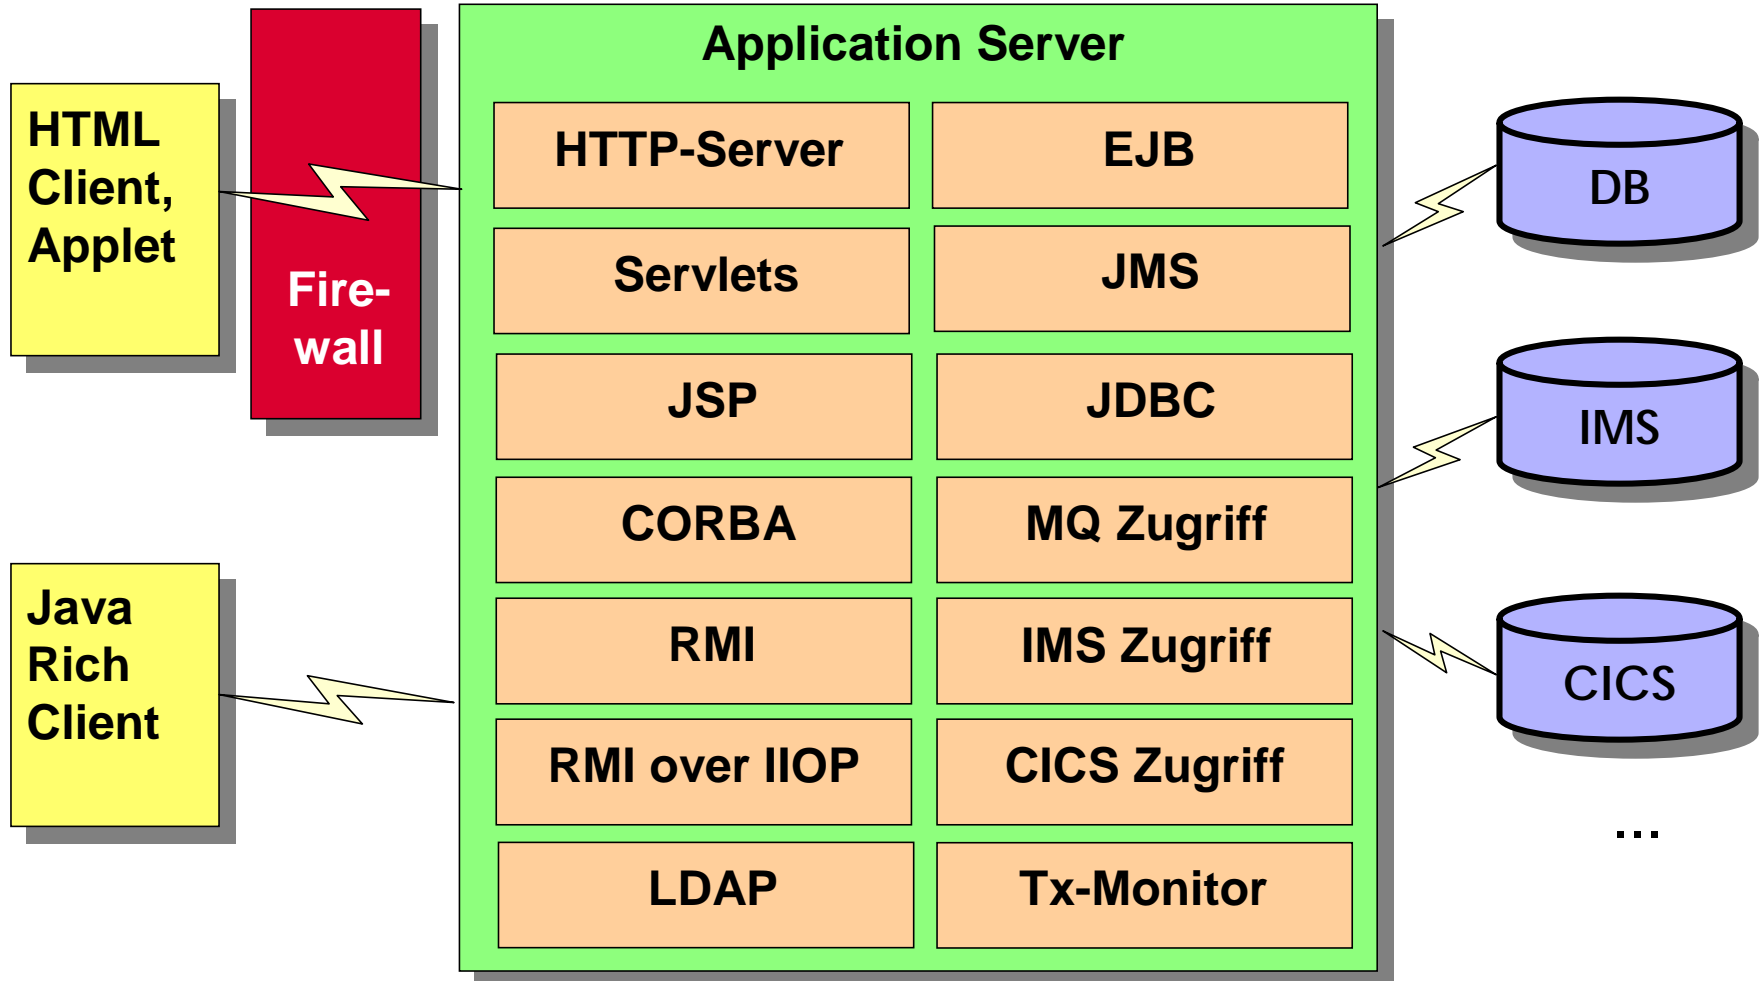 Application Server
HTML
Client,
Applet
Fire-
wall
Java
Rich
Client
HTTP-Server
EJB
Servlets
JMS
JSP
JDBC
CORBA
MQ Zugriff
RMI
IMS Zugriff
RMI over IIOP
CICS Zugriff
LDAP
Tx-Monitor
DB
IMS
CICS
...